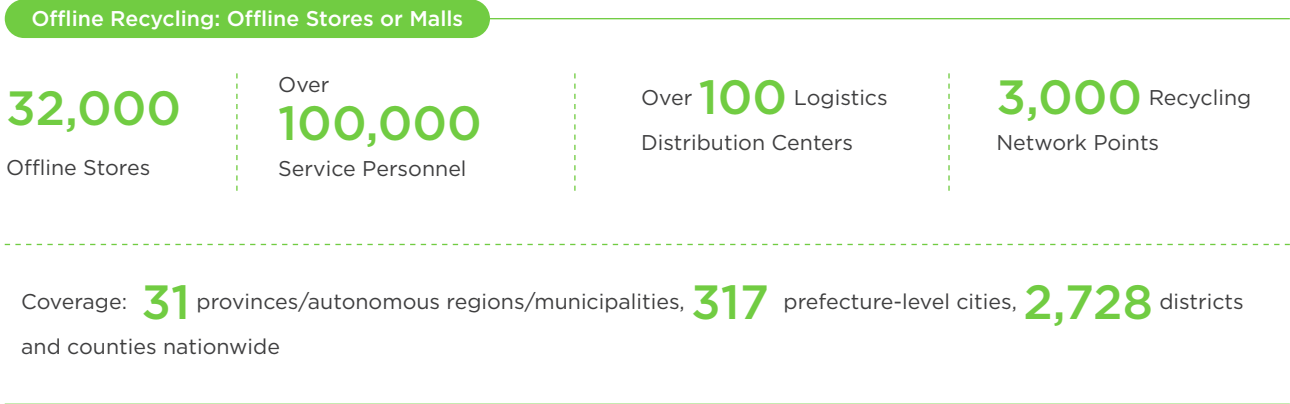 Offline Recycling: Offline Stores or Malls
32,000
Offline Stores
Over
100,000
Service Personnel
Over 100 Logistics
Distribution Centers
3,000 Recycling
Network Points
Coverage: 31 provinces/autonomous regions/municipalities, 317 prefecture-level cities, 2,728 districts
and counties nationwide